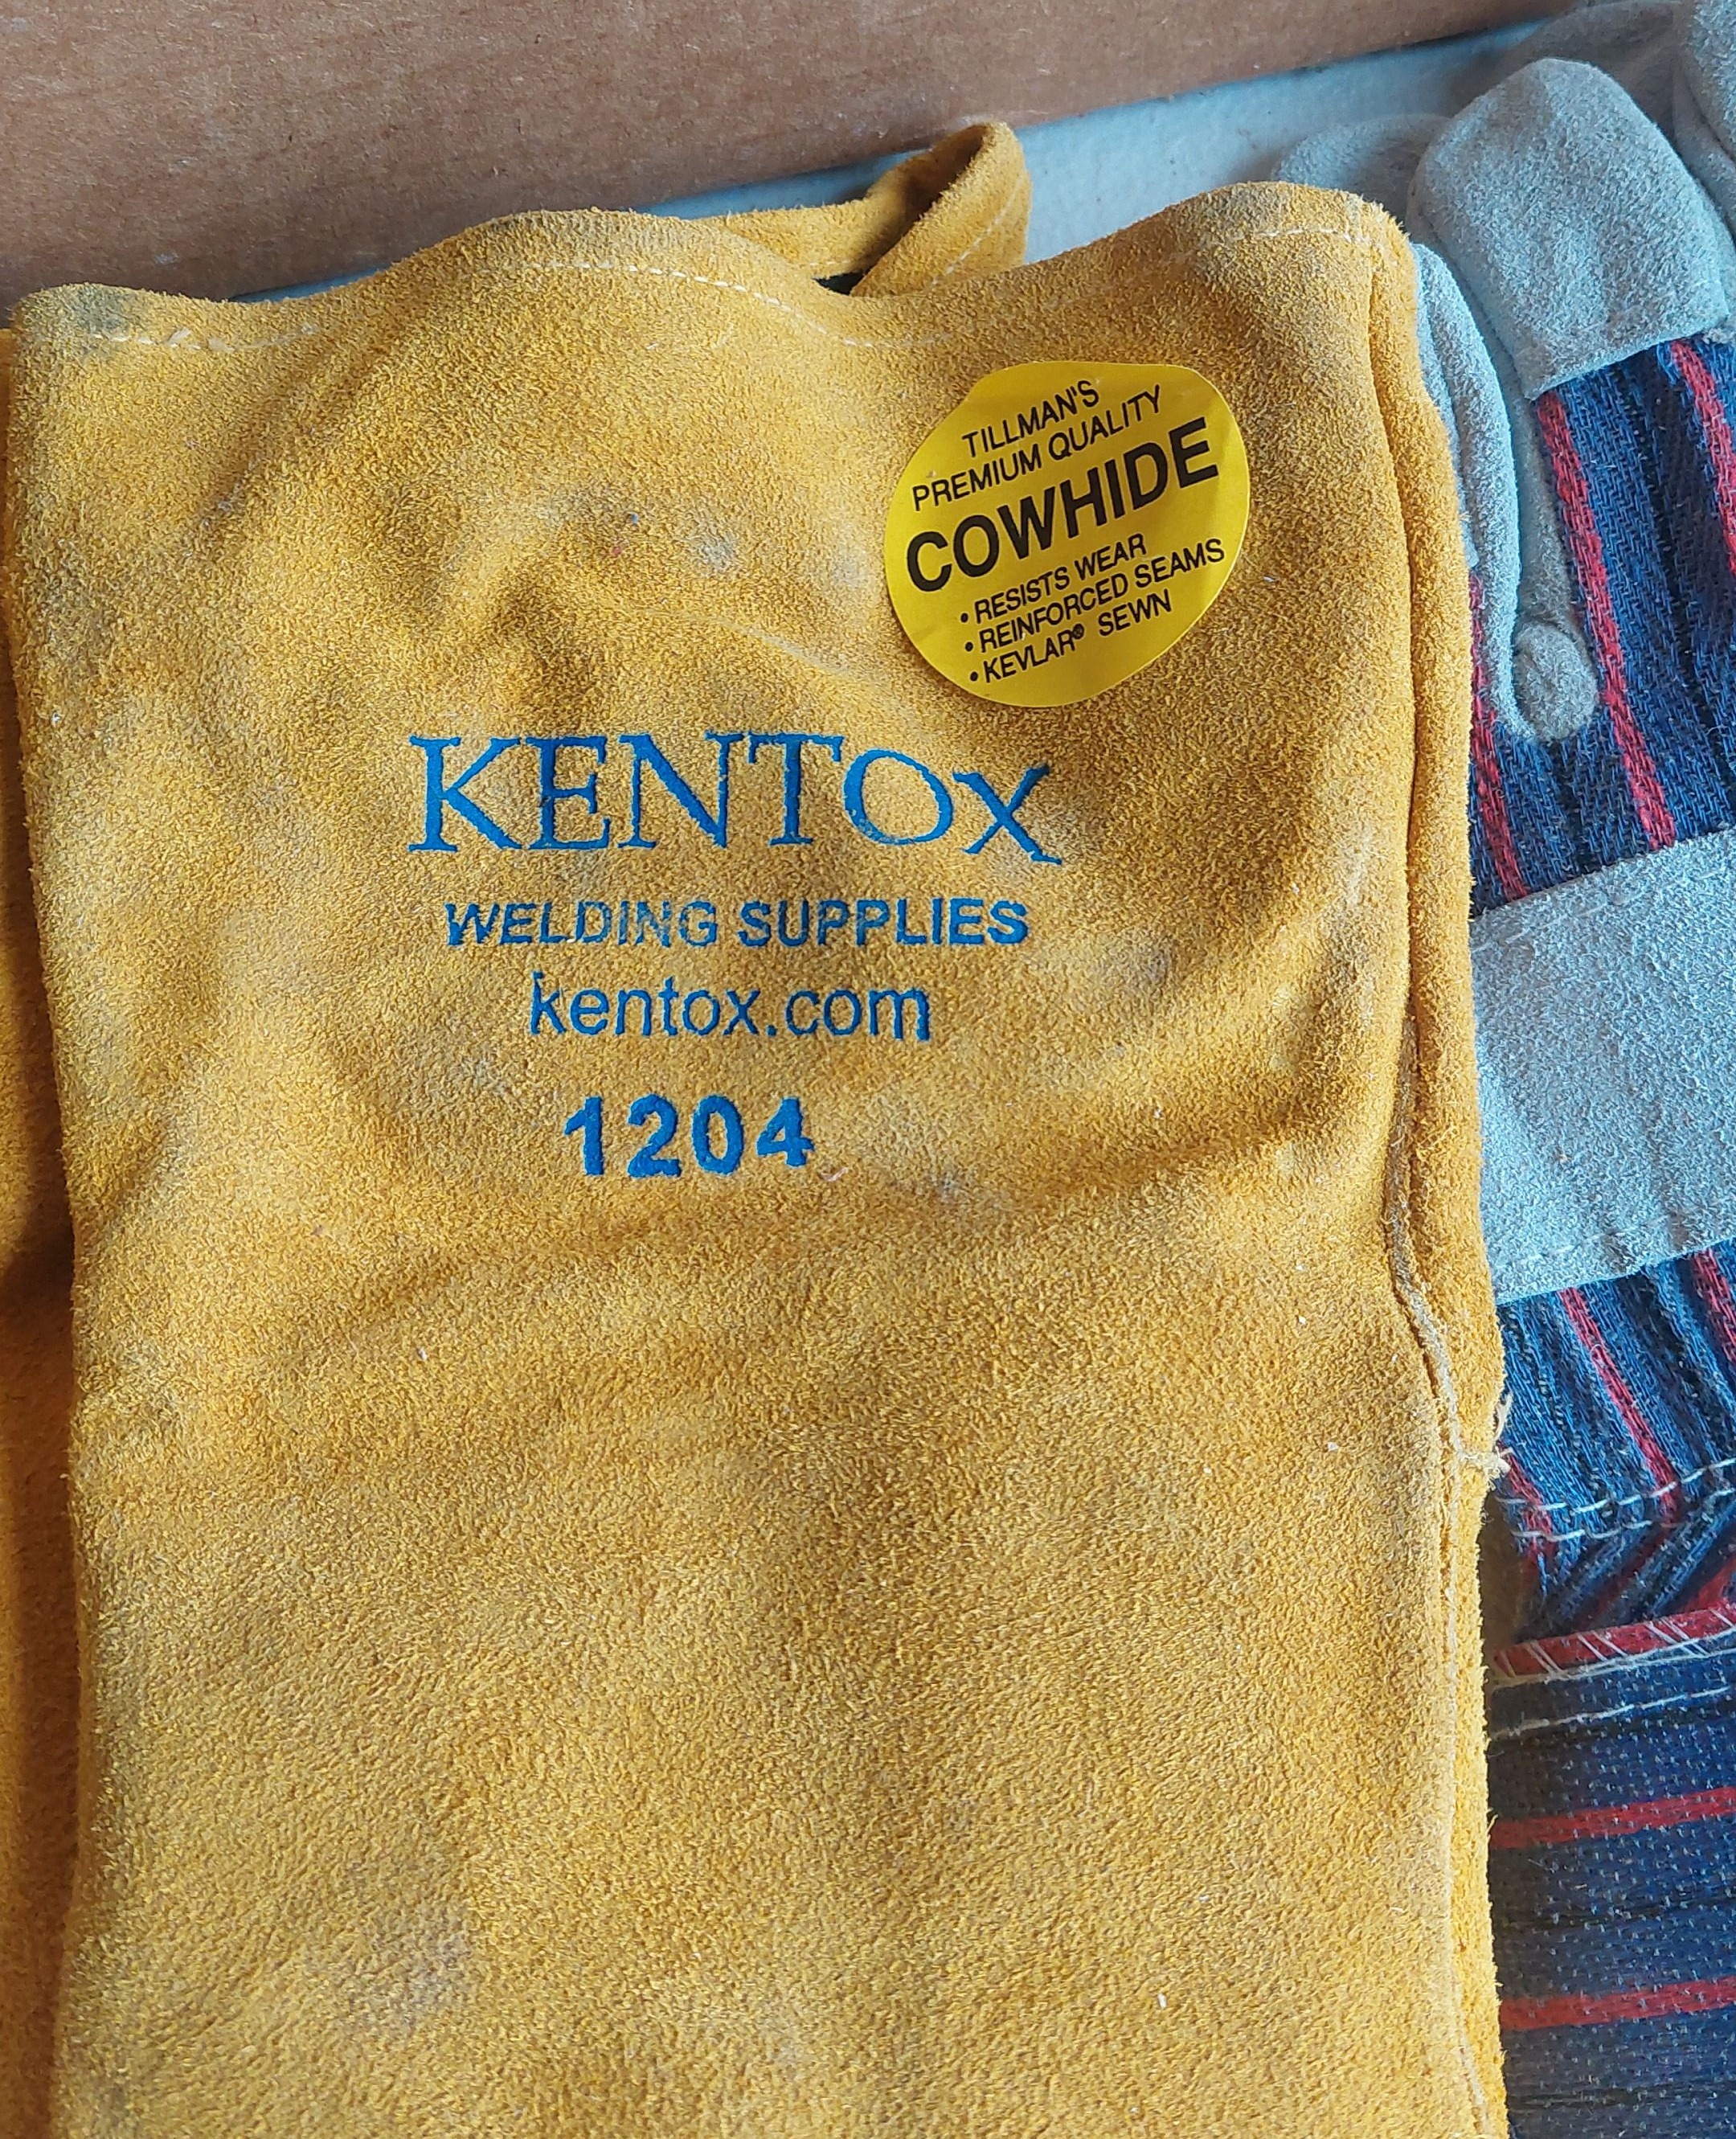 TILLMAN'S
PREMIUM QUALITY
COWHIDE
• RESISTS WEAR
• REINFORCED SEAMS
• KEVLAR® SEWN
KENTOX
WELDING SUPPLIES
kentox.com
1204